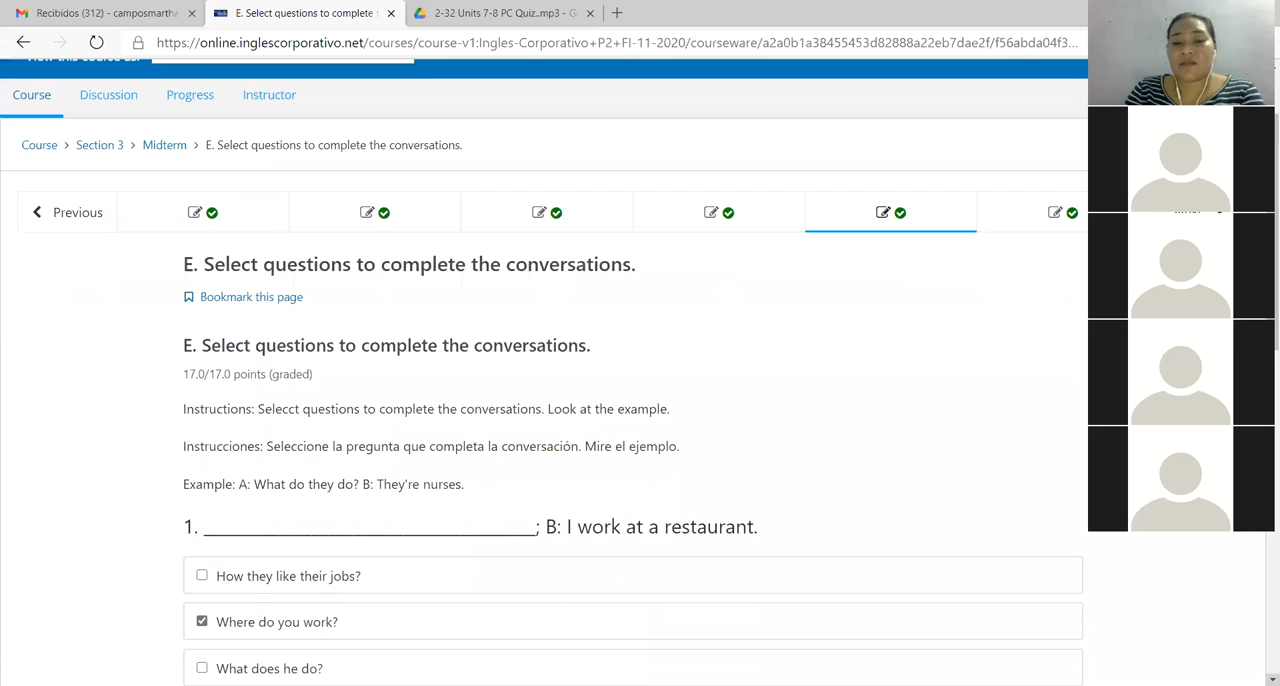 Recibidos (312) - camposmartha
E. Select questions to complete t
2-32 Units 7-8 PC Quiz..mp3 - G
https://online.inglescorporativo.net/courses/course-v1:Ingles-Corporativo+P2+FI-11-2020/courseware/a2a0b1a38455453d82888a22eb7dae2f/f56abda04f3...
Course Discussion Progress Instructor
Course > Section 3 > Midterm > E. Select questions to complete the conversations.
Previous
E. Select questions to complete the conversations.
Bookmark this page
E. Select questions to complete the conversations.
17.0/17.0 points (graded)
Instructions: Selecct questions to complete the conversations. Look at the example.
Instrucciones: Seleccione la pregunta que completa la conversación. Mire el ejemplo.
Example: A: What do they do? B: They're nurses.
1. ________________________________; B: I work at a restaurant.
How they like their jobs?
Where do you work?
What does he do?